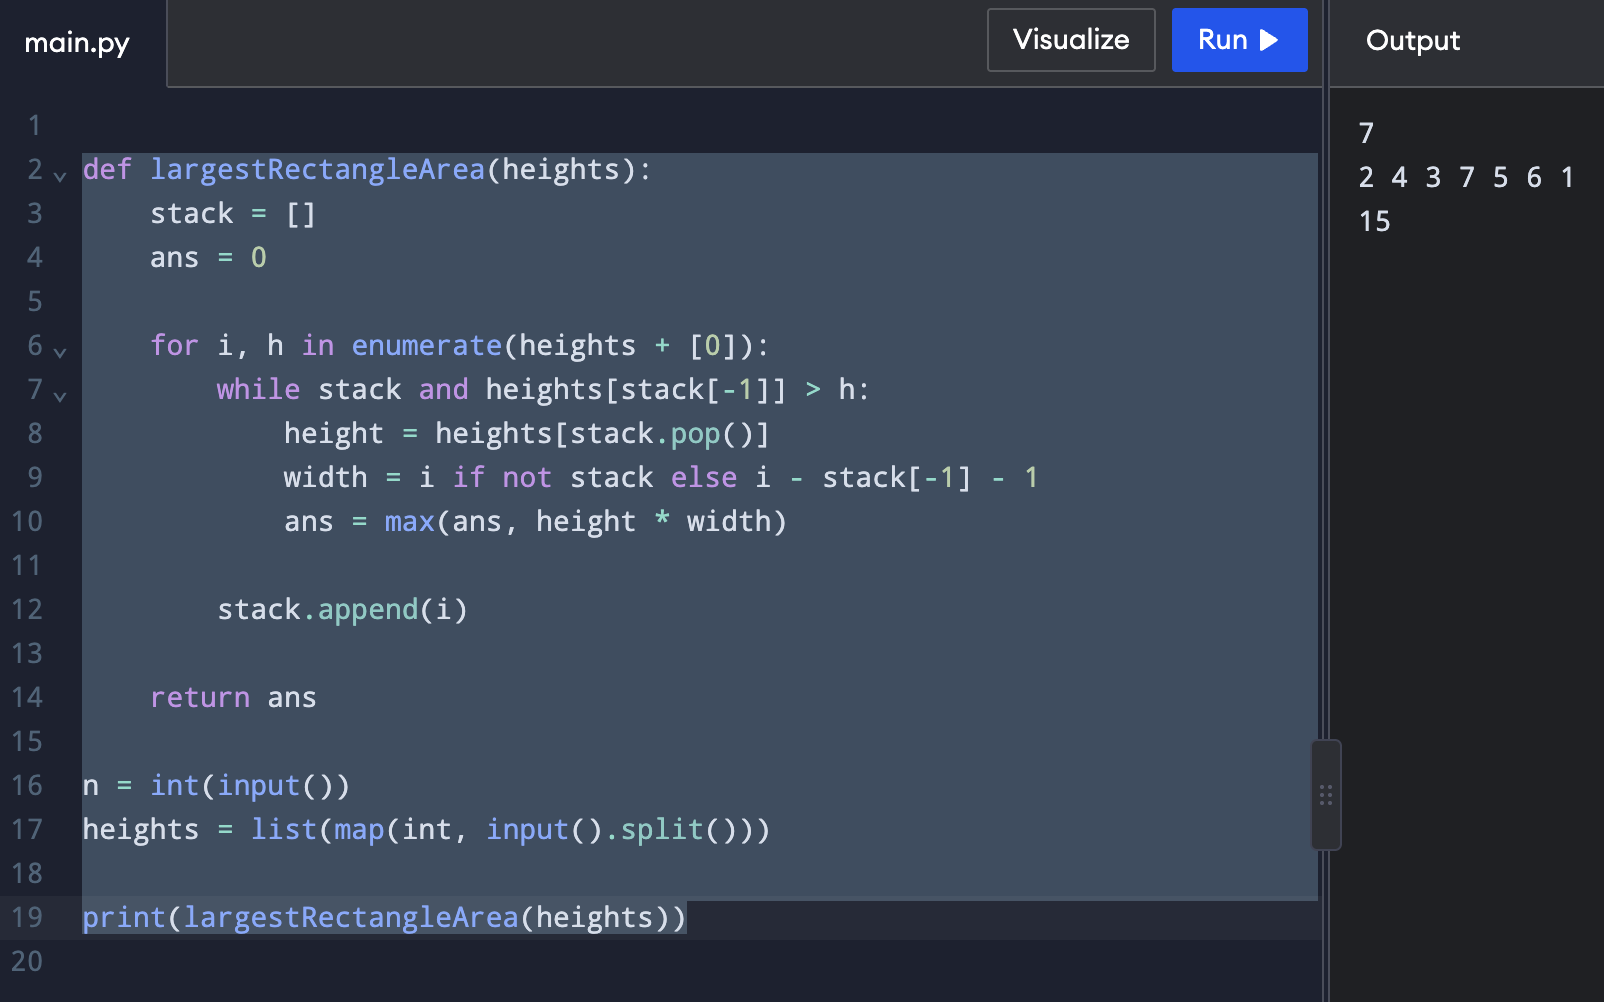 main.py
Visualize
Run
Output
1
2 def largestRectangleArea(heights):
3     stack = []
4     ans = 0
5
6     for i, h in enumerate(heights + [0]):
7         while stack and heights[stack[-1]] > h:
8             height = heights[stack.pop()]
9             width = i if not stack else i - stack[-1] - 1
10             ans = max(ans, height * width)
11
12         stack.append(i)
13
14     return ans
15
16 n = int(input())
17 heights = list(map(int, input().split()))
18
19 print(largestRectangleArea(heights))
20
7
2 4 3 7 5 6 1
15